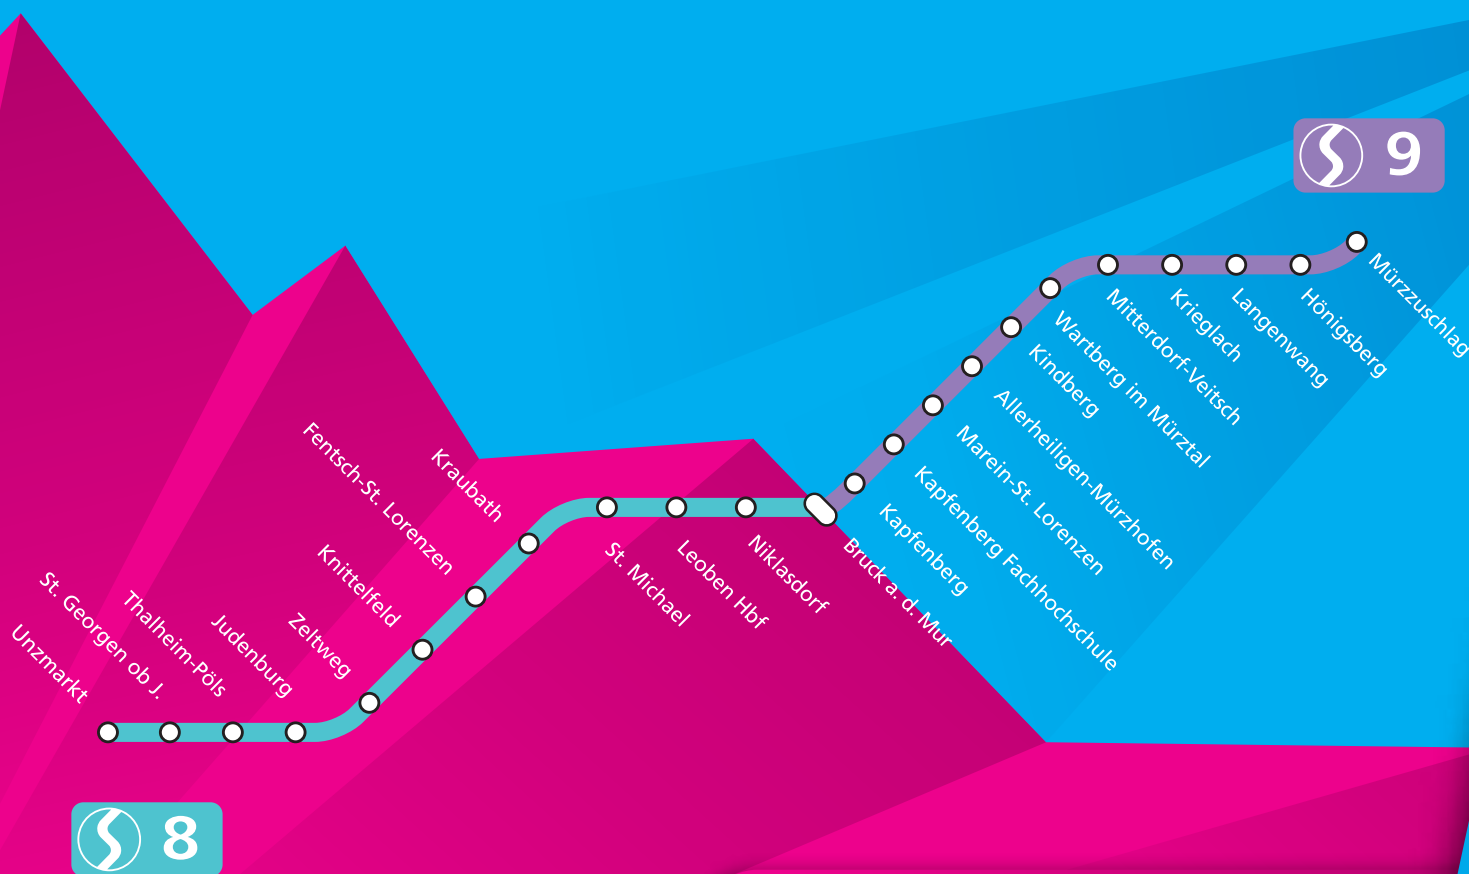 S 9
Unzmarkt
St. Georgen ob J.
Thalheim-Pöls
Judenburg
Zeltweg
Knittelfeld
Fentsch-St. Lorenzen
Kraubath
St. Michael
Leoben Hbf
Niklasdorf
Bruck a. d. Mur
Kapfenberg
Kapfenberg Fachhochschule
Marein-St. Lorenzen
Allerheiligen-Mürzhofen
Kindberg
Wartberg im Mürztal
Mitterdorf-Veitsch
Krieglach
Langenwang
Hönigsberg
Mürzzuschlag
S 8